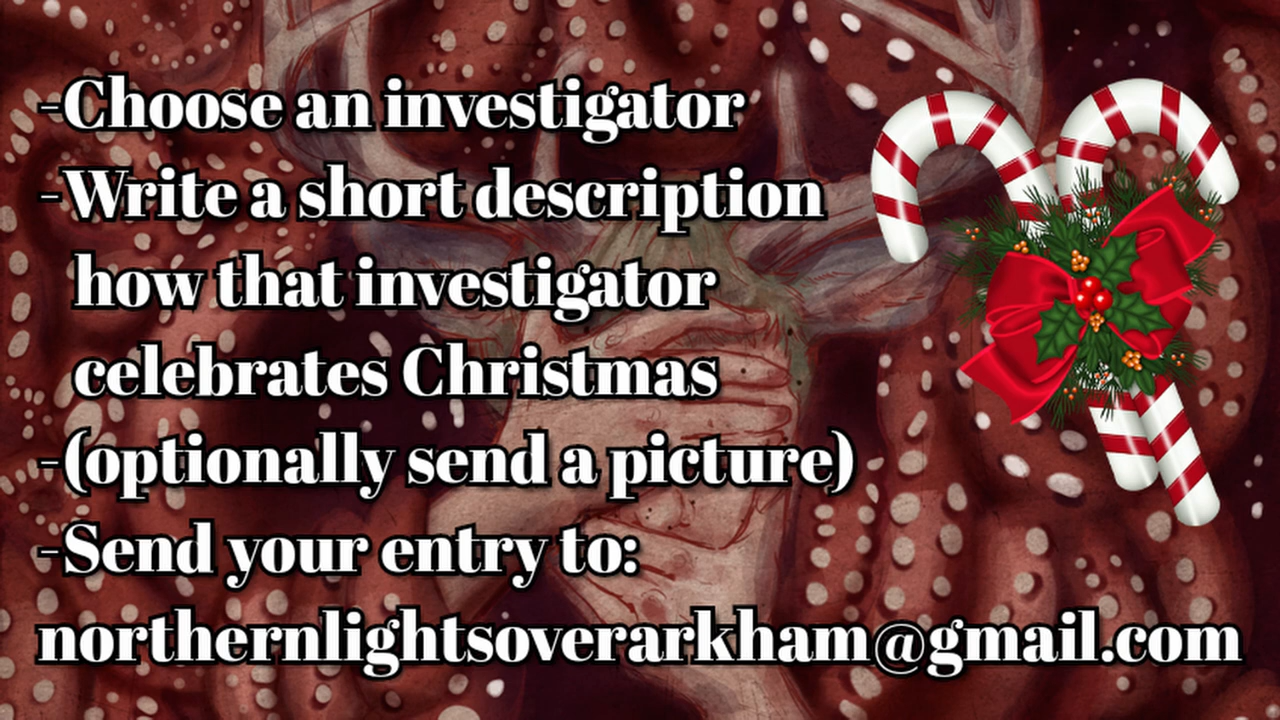 -Choose an investigator
-Write a short description
how that investigator
celebrates Christmas
-(optionally send a picture)
-Send your entry to:
northernlightsoverarkham@gmail.com